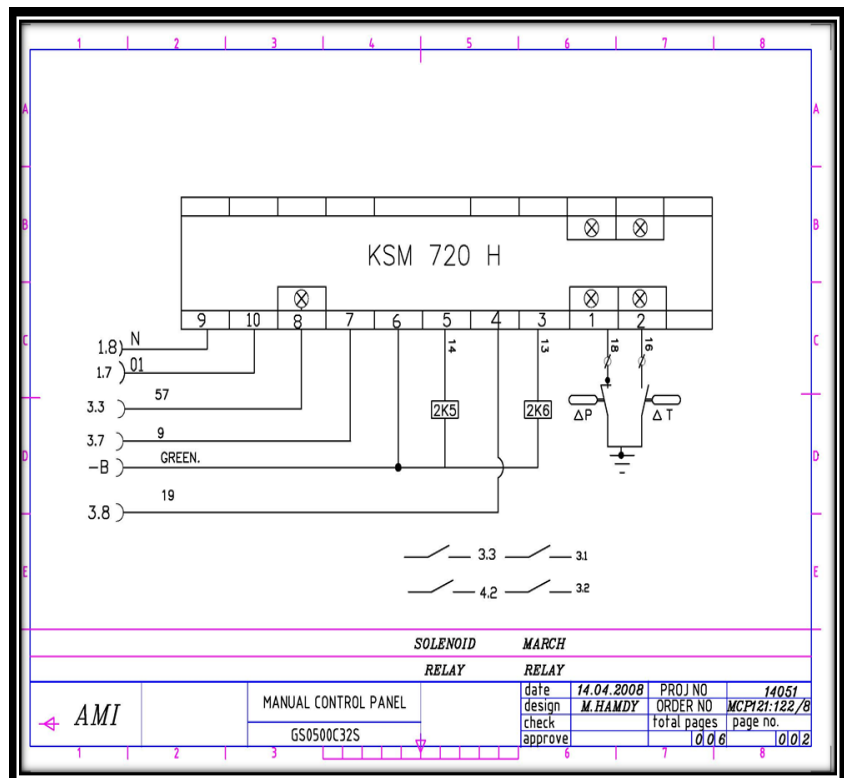 1 2 3 4 5 6 7 8
A A
B B
KSM 720 H
9 10 8 7 6 5 4 3 1 2
C C
1.8 N
14 13 18 16
1.7 01
3.3 57
2K5 2K6 ΔP ΔT
3.7 9
D D
-B GREEN.
3.8 19
3.3 3.1
E E
4.2 3.2
SOLENOID MARCH
RELAY RELAY
AMI
MANUAL CONTROL PANEL
GS0500C32S
date 14.04.2008 PROJ NO 14051
design M.HAMDY ORDER NO MCP121:122/8
check total pages page no.
approve 0 0 6 0 0 2
1 2 3 6 7 8